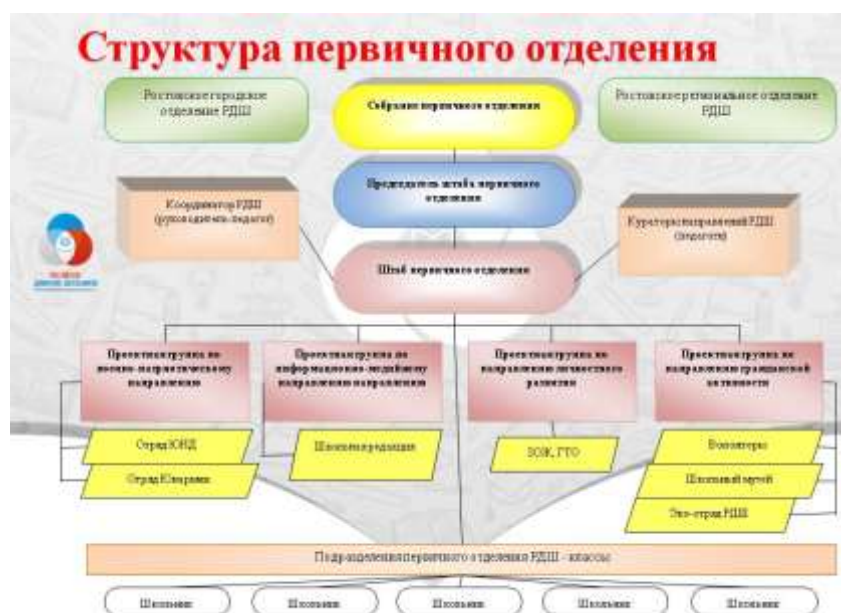 Структура первичного отделения
Ростовское городское
отделение РДШ
Собрание первичного отделения
Ростовское региональное отделение
РДШ
Председатель штаба первичного
отделения
Координатор РДШ
(руководитель-педагог)
Кураторы направлений РДШ
(педагоги)
Штаб первичного отделения
Проектная группа по
военно-патриотическому
направлению
Проектная группа по
информационно-медийному
направлению направлению
Проектная группа по
направлению личностного
развития
Проектная группа по
направлению гражданской
активности
Отряд ЮИД
Отряд Юнармия
Школьная редакция
ЗОЖ, ГТО
Волонтеры
Школьный музей
Эко-отряд РДШ
Подразделения первичного отделения РДШ - классы
Школьник
Школьник
Школьник
Школьник
Школьник